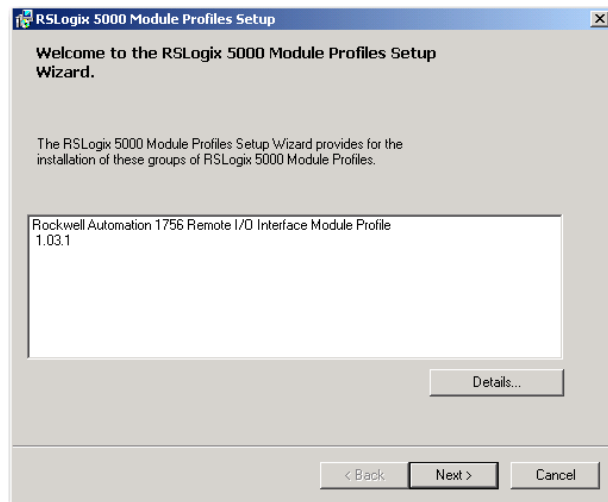 RSLogix 5000 Module Profiles Setup
Welcome to the RSLogix 5000 Module Profiles Setup
Wizard.
The RSLogix 5000 Module Profiles Setup Wizard provides for the
installation of these groups of RSLogix 5000 Module Profiles.
Rockwell Automation 1756 Remote I/O Interface Module Profile
1.03.1
Details...
< Back
Next >
Cancel